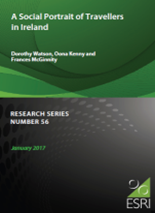 A Social Portrait of Travellers
in Ireland
Dorothy Watson, Oona Kenny and
Frances McGinnity
RESEARCH SERIES
NUMBER 56
January 2017
ESRI